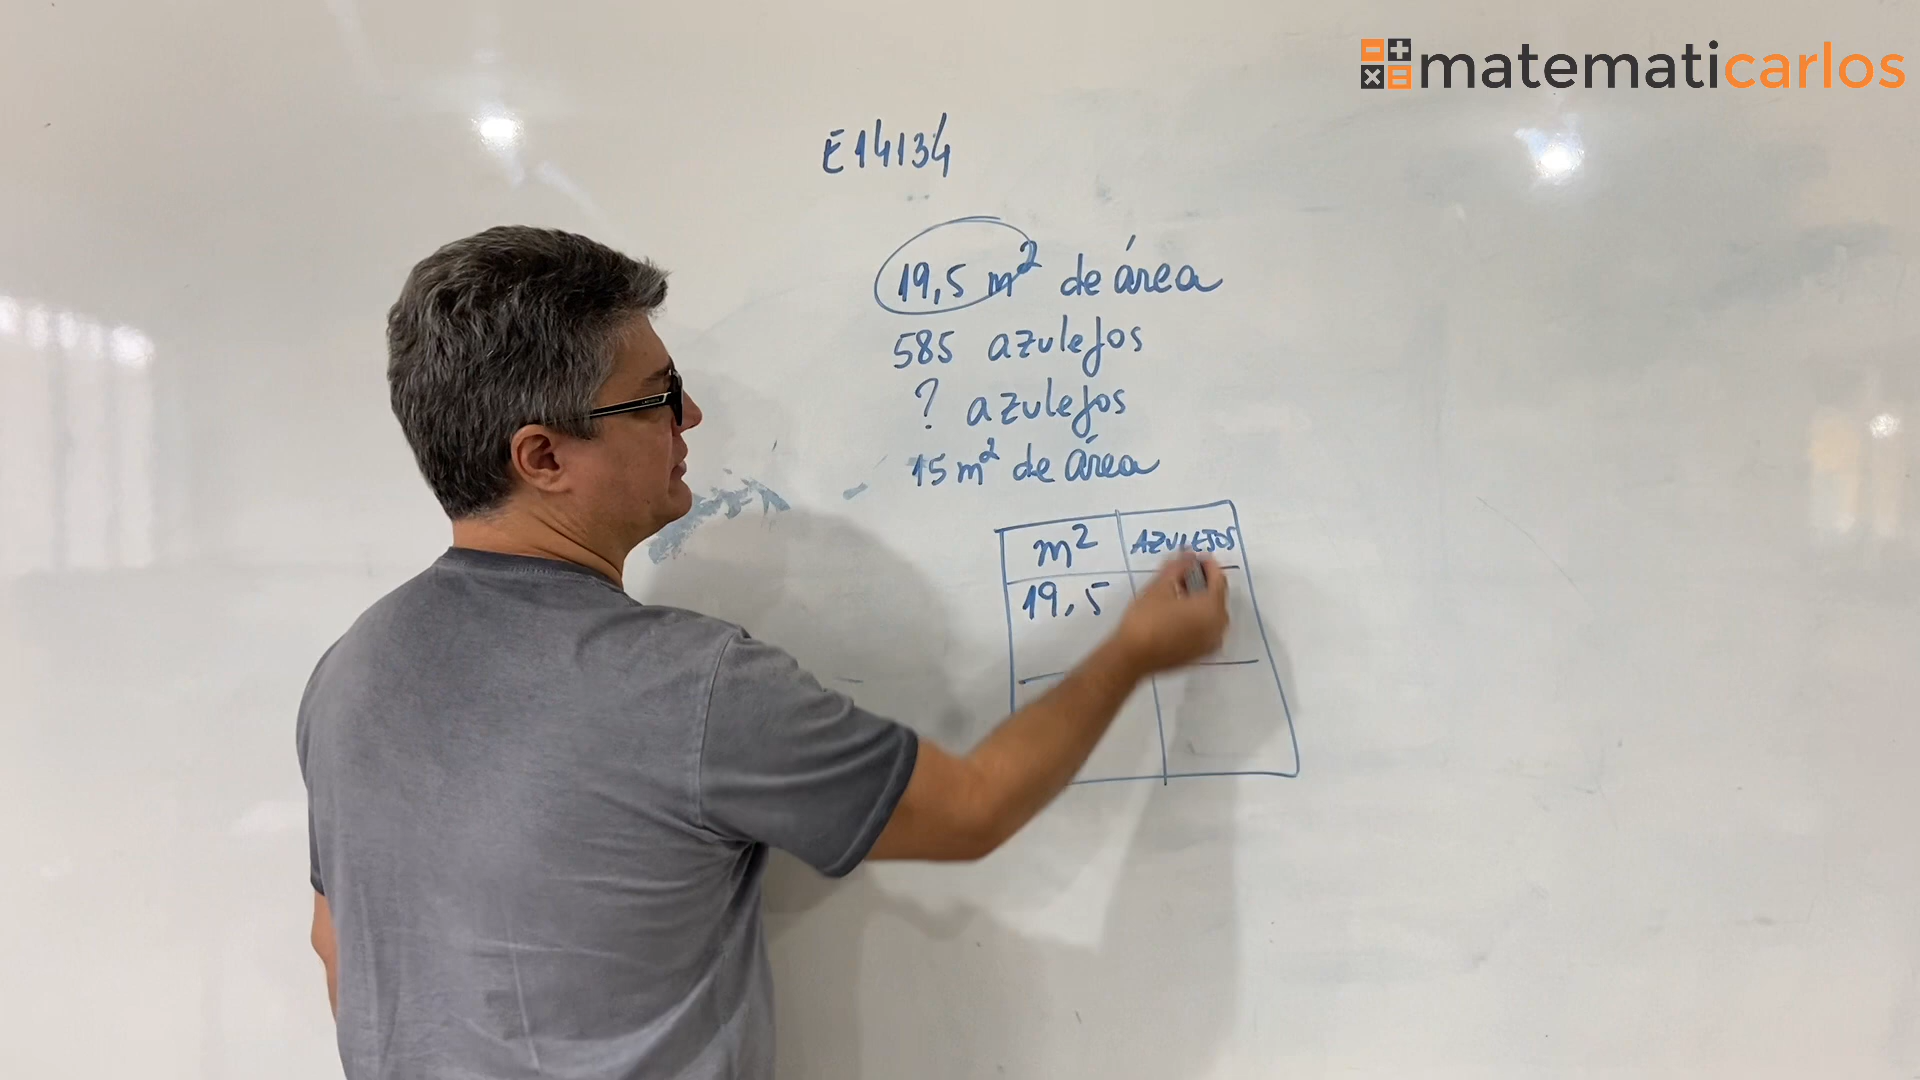 matematicarlos
E14134
19,5 m² de área
585 azulejos
? azulejos
15 m² de área
m² AZULEJOS
19,5